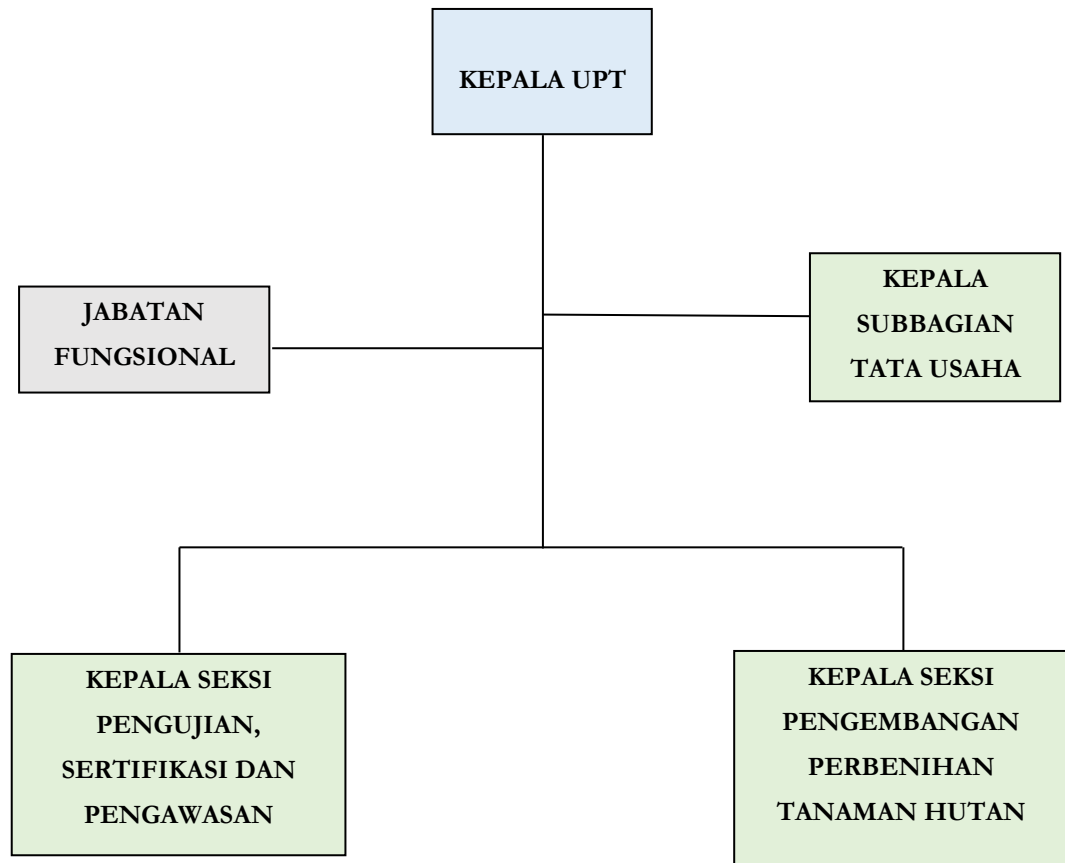 KEPALA UPT
KEPALA
SUBBAGIAN
TATA USAHA
JABATAN
FUNGSIONAL
KEPALA SEKSI
PENGUJIAN,
SERTIFIKASI DAN
PENGAWASAN
KEPALA SEKSI
PENGEMBANGAN
PERBENIHAN
TANAMAN HUTAN